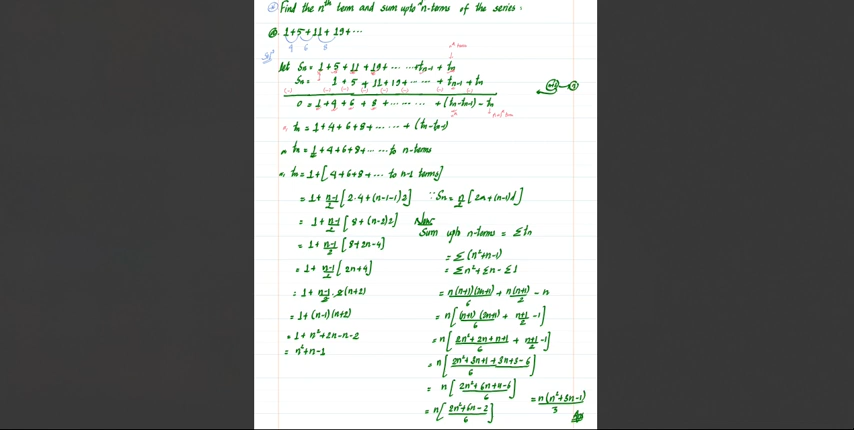 Find the nth term and sum upto n-terms of the series:
1+5+11+19+...
4 6 8
Let Sn = 1+5+11+19+... ...+tn-1 + tn
Sn = 1+5+11+19+... ... + tn-1 + tn
(-) (-) (-) (-) (-) (-) (-)
0 = 1+4+6+8+... ... + (tn-tn-1) - tn
tn = 1+4+6+8+... ... + (tn-tn-1)
tn = 1+4+6+8+... ... to n-terms
tn = 1+[4+6+8+... to n-1 terms]
= 1+ n-1/2 [2.4+(n-1-1)2] ∵ Sn = n/2 [2a+(n-1)d]
= 1+ n-1/2 [8+(n-2)2]
= 1+ n-1/2 [8+2n-4]
= 1+ n-1/2 [2n+4]
= 1+ n-1/2 . 2(n+2)
= 1+(n-1)(n+2)
= 1+n²+2n-n-2
= n²+n-1
Now
Sum upto n-terms = Σtn
= Σ(n²+n-1)
= Σn²+Σn-Σ1
= n(n+1)(2n+1)/6 + n(n+1)/2 - n
= n[(n+1)(2n+1)/6 + n+1/2 -1]
= n[2n²+2n+n+1/6 + n+1/2 -1]
= n[2n²+3n+1+3n+3-6/6]
= n[2n²+6n+4-6/6]
= n[2n²+6n-2/6]
= n(n²+3n-1)/3
Ans